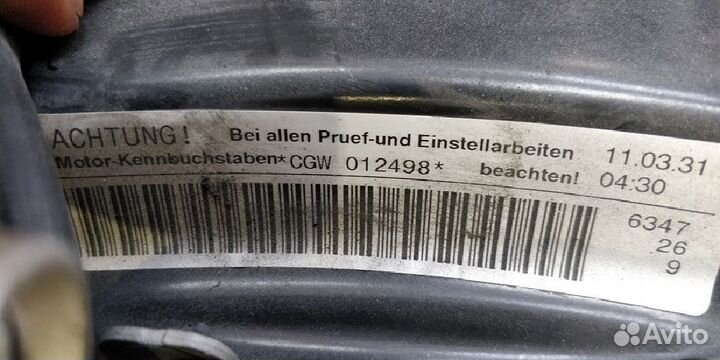 ACHTUNG! Bei allen Pruef-und Einstellarbeiten 11.03.31
Motor-Kennbuchstaben*CGW 012498* beachten! 04:30
6347
26
9
Avito